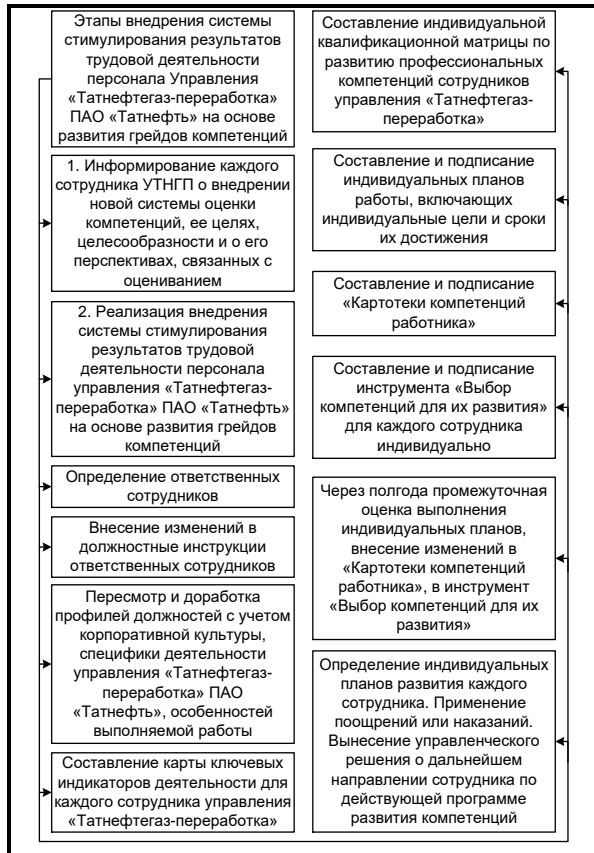 Этапы внедрения системы
стимулирования результатов
трудовой деятельности
персонала Управления
«Татнефтегаз-переработка»
ПАО «Татнефть» на основе
развития грейдов компетенций
1. Информирование каждого
сотрудника УТНГП о внедрении
новой системы оценки
компетенций, ее целях,
целесообразности и о его
перспективах, связанных с
оцениванием
2. Реализация внедрения
системы стимулирования
результатов трудовой
деятельности персонала
управления «Татнефтегаз-
переработка» ПАО «Татнефть»
на основе развития грейдов
компетенций
Определение ответственных
сотрудников
Внесение изменений в
должностные инструкции
ответственных сотрудников
Пересмотр и доработка
профилей должностей с учетом
корпоративной культуры,
специфики деятельности
управления «Татнефтегаз-
переработка» ПАО
«Татнефть», особенностей
выполняемой работы
Составление карты ключевых
индикаторов деятельности для
каждого сотрудника управления
«Татнефтегаз-переработка»
Составление индивидуальной
квалификационной матрицы по
развитию профессиональных
компетенций сотрудников
управления «Татнефтегаз-
переработка»
Составление и подписание
индивидуальных планов
работы, включающих
индивидуальные цели и сроки
их достижения
Составление и подписание
«Картотеки компетенций
работника»
Составление и подписание
инструмента «Выбор
компетенций для их развития»
для каждого сотрудника
индивидуально
Через полгода промежуточная
оценка выполнения
индивидуальных планов,
внесение изменений в
«Картотеки компетенций
работника», в инструмент
«Выбор компетенций для их
развития»
Определение индивидуальных
планов развития каждого
сотрудника. Применение
поощрений или наказаний.
Вынесение управленческого
решения о дальнейшем
направлении сотрудника по
действующей программе
развития компетенций